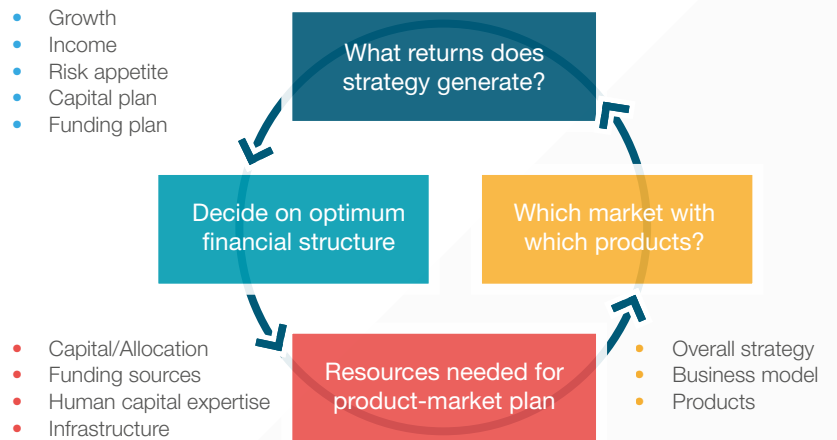 • Growth
• Income
• Risk appetite
• Capital plan
• Funding plan
What returns does
strategy generate?
Decide on optimum
financial structure
Which market with
which products?
Resources needed for
product-market plan
• Capital/Allocation
• Funding sources
• Human capital expertise
• Infrastructure
• Overall strategy
• Business model
• Products